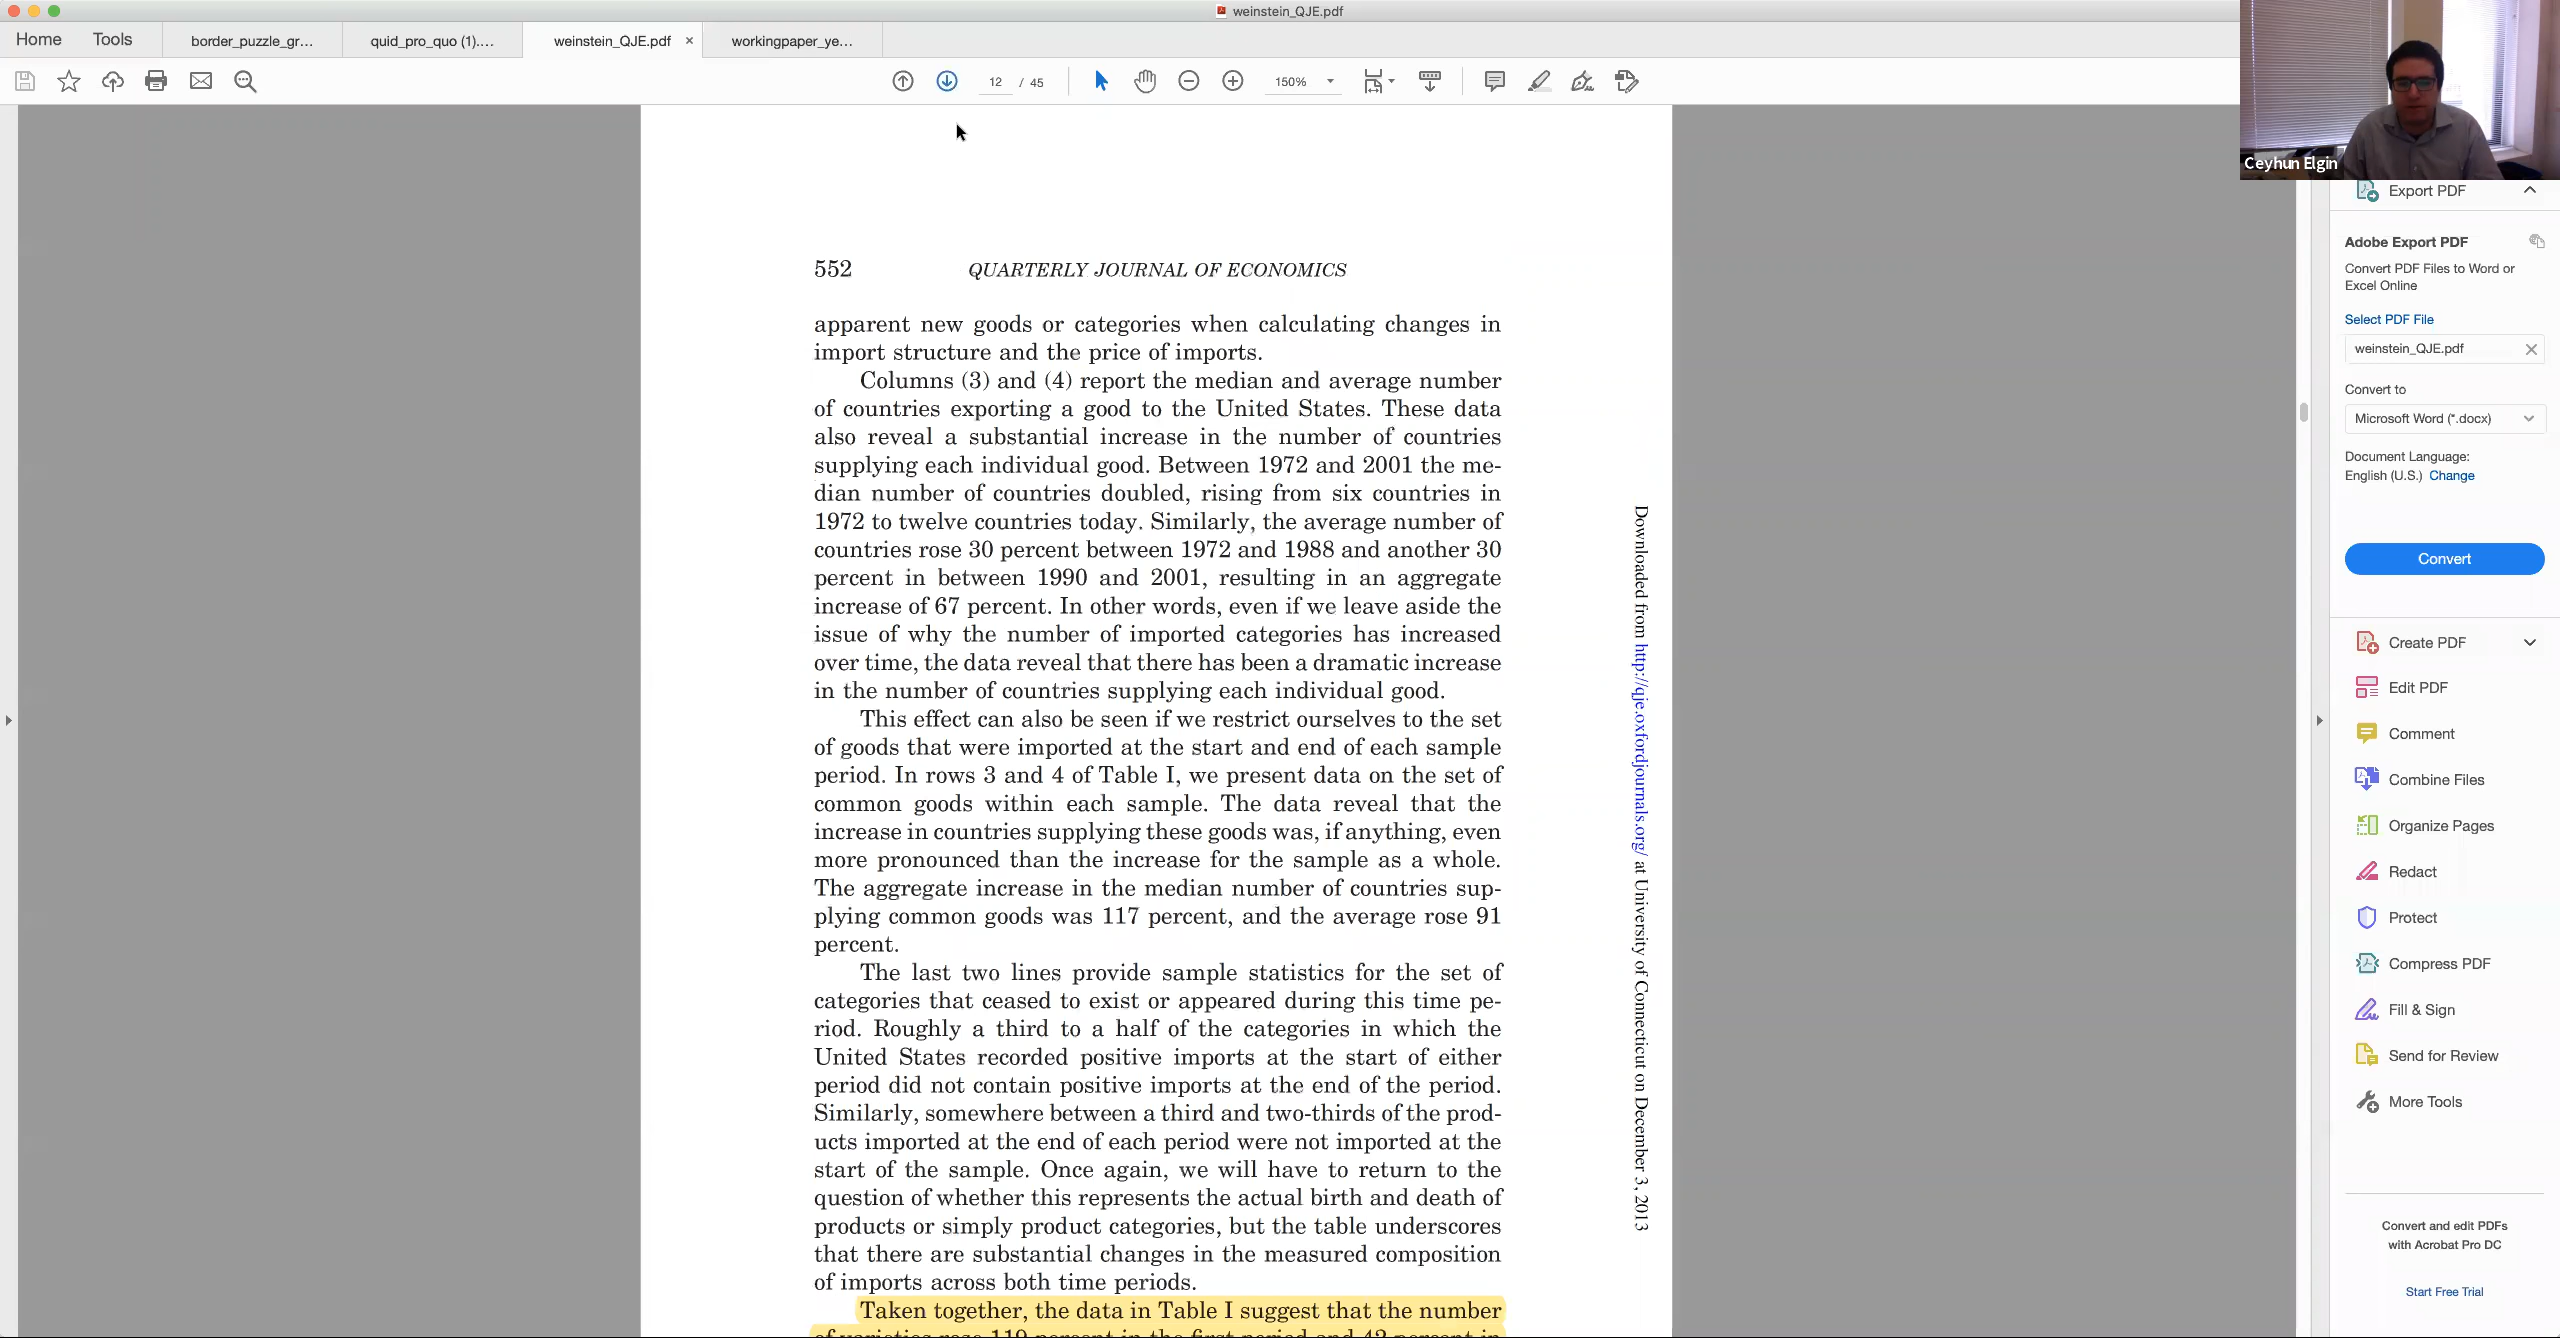 weinstein_QJE.pdf
Home
Tools
border_puzzle_gr...
quid_pro_quo (1)....
weinstein_QJE.pdf
×
workingpaper_ye...
12 / 45
150%
Ceyhun Elgin
552 QUARTERLY JOURNAL OF ECONOMICS
apparent new goods or categories when calculating changes in
import structure and the price of imports.
Columns (3) and (4) report the median and average number
of countries exporting a good to the United States. These data
also reveal a substantial increase in the number of countries
supplying each individual good. Between 1972 and 2001 the me-
dian number of countries doubled, rising from six countries in
1972 to twelve countries today. Similarly, the average number of
countries rose 30 percent between 1972 and 1988 and another 30
percent in between 1990 and 2001, resulting in an aggregate
increase of 67 percent. In other words, even if we leave aside the
issue of why the number of imported categories has increased
over time, the data reveal that there has been a dramatic increase
in the number of countries supplying each individual good.
This effect can also be seen if we restrict ourselves to the set
of goods that were imported at the start and end of each sample
period. In rows 3 and 4 of Table I, we present data on the set of
common goods within each sample. The data reveal that the
increase in countries supplying these goods was, if anything, even
more pronounced than the increase for the sample as a whole.
The aggregate increase in the median number of countries sup-
plying common goods was 117 percent, and the average rose 91
percent.
The last two lines provide sample statistics for the set of
categories that ceased to exist or appeared during this time pe-
riod. Roughly a third to a half of the categories in which the
United States recorded positive imports at the start of either
period did not contain positive imports at the end of the period.
Similarly, somewhere between a third and two-thirds of the prod-
ucts imported at the end of each period were not imported at the
start of the sample. Once again, we will have to return to the
question of whether this represents the actual birth and death of
products or simply product categories, but the table underscores
that there are substantial changes in the measured composition
of imports across both time periods.
Taken together, the data in Table I suggest that the number
of varieties rose 119 percent in the first period and 42 percent in
Downloaded from http://qje.oxfordjournals.org/ at University of Connecticut on December 3, 2013
Export PDF
Adobe Export PDF
Convert PDF Files to Word or
Excel Online
Select PDF File
weinstein_QJE.pdf
Convert to
Microsoft Word (*.docx)
Document Language:
English (U.S.) Change
Convert
Create PDF
Edit PDF
Comment
Combine Files
Organize Pages
Redact
Protect
Compress PDF
Fill & Sign
Send for Review
More Tools
Convert and edit PDFs
with Acrobat Pro DC
Start Free Trial